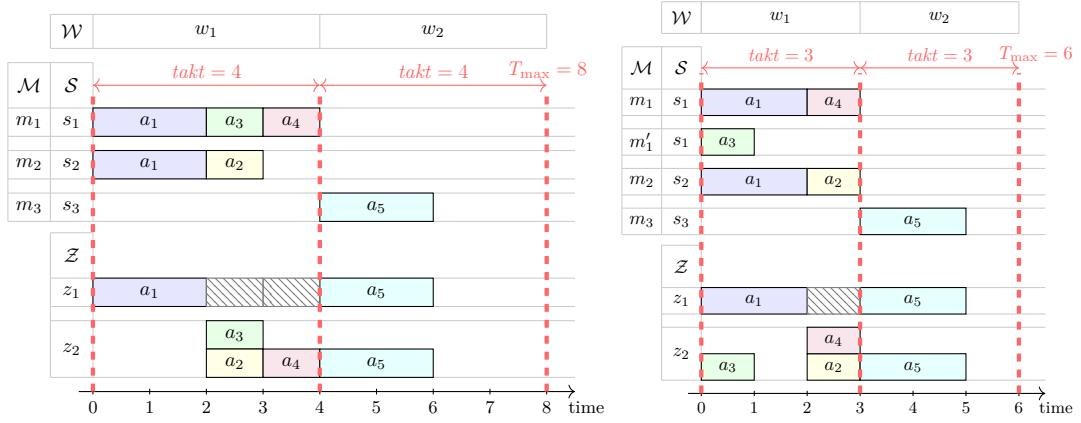 𝒲 w₁ w₂
takt = 4 takt = 4 T_max = 8
ℳ 𝒮
m₁ s₁ a₁ a₃ a₄
m₂ s₂ a₁ a₂
m₃ s₃ a₅
𝒵
z₁ a₁ a₅
a₃
z₂ a₂ a₄ a₅
0 1 2 3 4 5 6 7 8 time
𝒲 w₁ w₂
takt = 3 takt = 3 T_max = 6
ℳ 𝒮
m₁ s₁ a₁ a₄
m′₁ s₁ a₃
m₂ s₂ a₁ a₂
m₃ s₃ a₅
𝒵
z₁ a₁ a₅
a₄
z₂ a₃ a₂ a₅
0 1 2 3 4 5 6 time